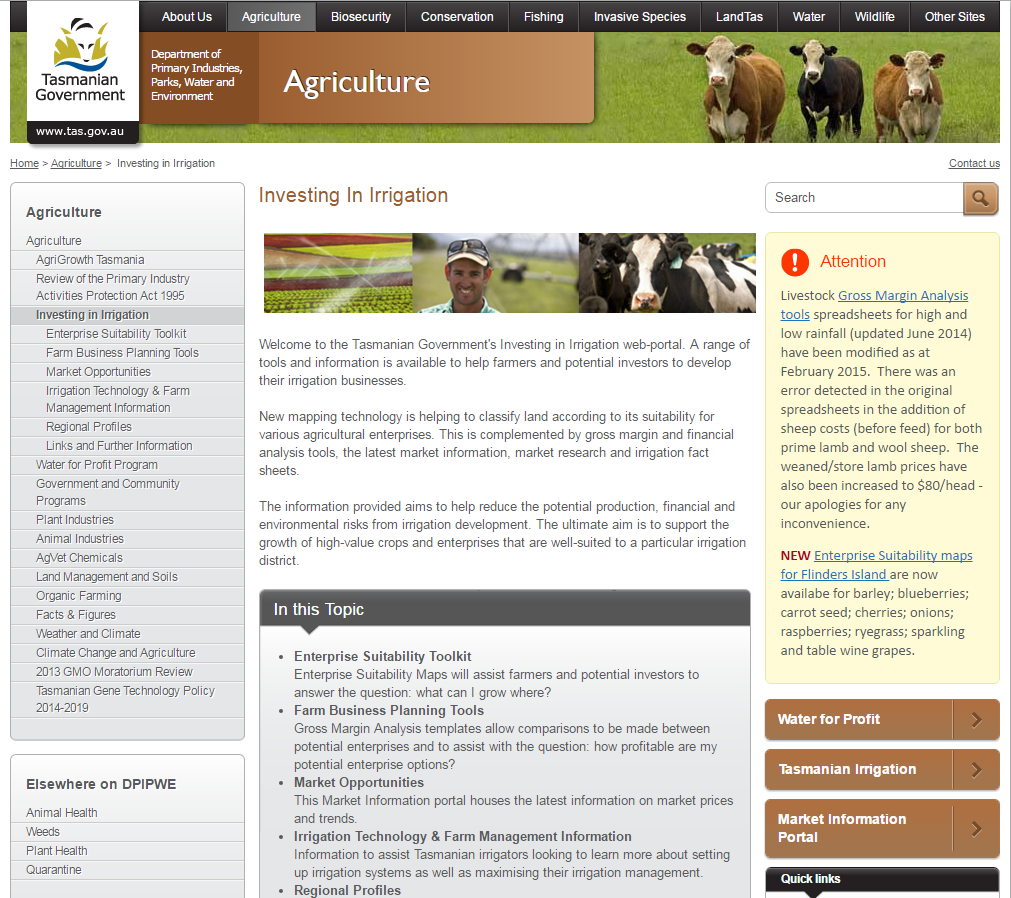 About Us
Agriculture
Biosecurity
Conservation
Fishing
Invasive Species
LandTas
Water
Wildlife
Other Sites
Tasmanian
Government
www.tas.gov.au
Department of
Primary Industries,
Parks, Water and
Environment
Agriculture
Home > Agriculture > Investing in Irrigation
Contact us
Agriculture
Agriculture
AgriGrowth Tasmania
Review of the Primary Industry
Activities Protection Act 1995
Investing in Irrigation
Enterprise Suitability Toolkit
Farm Business Planning Tools
Market Opportunities
Irrigation Technology & Farm
Management Information
Regional Profiles
Links and Further Information
Water for Profit Program
Government and Community
Programs
Plant Industries
Animal Industries
AgVet Chemicals
Land Management and Soils
Organic Farming
Facts & Figures
Weather and Climate
Climate Change and Agriculture
2013 GMO Moratorium Review
Tasmanian Gene Technology Policy
2014-2019
Elsewhere on DPIPWE
Animal Health
Weeds
Plant Health
Quarantine
Investing In Irrigation
Welcome to the Tasmanian Government's Investing in Irrigation web-portal. A range of
tools and information is available to help farmers and potential investors to develop
their irrigation businesses.
New mapping technology is helping to classify land according to its suitability for
various agricultural enterprises. This is complemented by gross margin and financial
analysis tools, the latest market information, market research and irrigation fact
sheets.
The information provided aims to help reduce the potential production, financial and
environmental risks from irrigation development. The ultimate aim is to support the
growth of high-value crops and enterprises that are well-suited to a particular irrigation
district.
In this Topic
• Enterprise Suitability Toolkit
Enterprise Suitability Maps will assist farmers and potential investors to
answer the question: what can I grow where?
• Farm Business Planning Tools
Gross Margin Analysis templates allow comparisons to be made between
potential enterprises and to assist with the question: how profitable are my
potential enterprise options?
• Market Opportunities
This Market Information portal houses the latest information on market prices
and trends.
• Irrigation Technology & Farm Management Information
Information to assist Tasmanian irrigators looking to learn more about setting
up irrigation systems as well as maximising their irrigation management.
• Regional Profiles
Search
! Attention
Livestock Gross Margin Analysis
tools spreadsheets for high and
low rainfall (updated June 2014)
have been modified as at
February 2015. There was an
error detected in the original
spreadsheets in the addition of
sheep costs (before feed) for both
prime lamb and wool sheep. The
weaned/store lamb prices have
also been increased to $80/head -
our apologies for any
inconvenience.
NEW Enterprise Suitability maps
for Flinders Island are now
availabe for barley; blueberries;
carrot seed; cherries; onions;
raspberries; ryegrass; sparkling
and table wine grapes.
Water for Profit
Tasmanian Irrigation
Market Information
Portal
Quick links